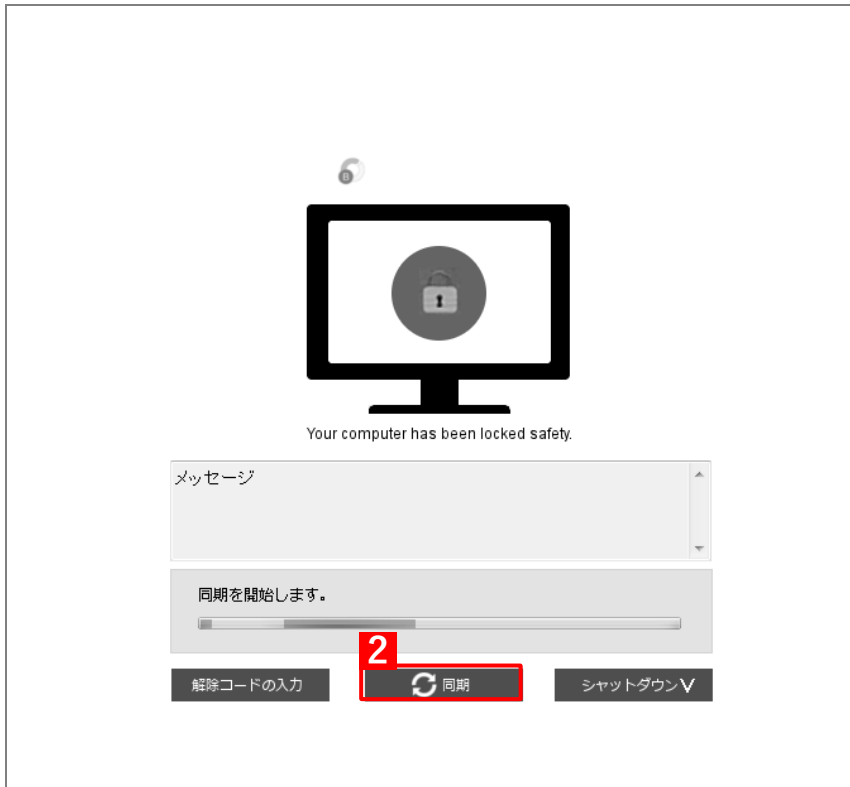 B
Your computer has been locked safety.
メッセージ
同期を開始します。
2
解除コードの入力
同期
シャットダウン V